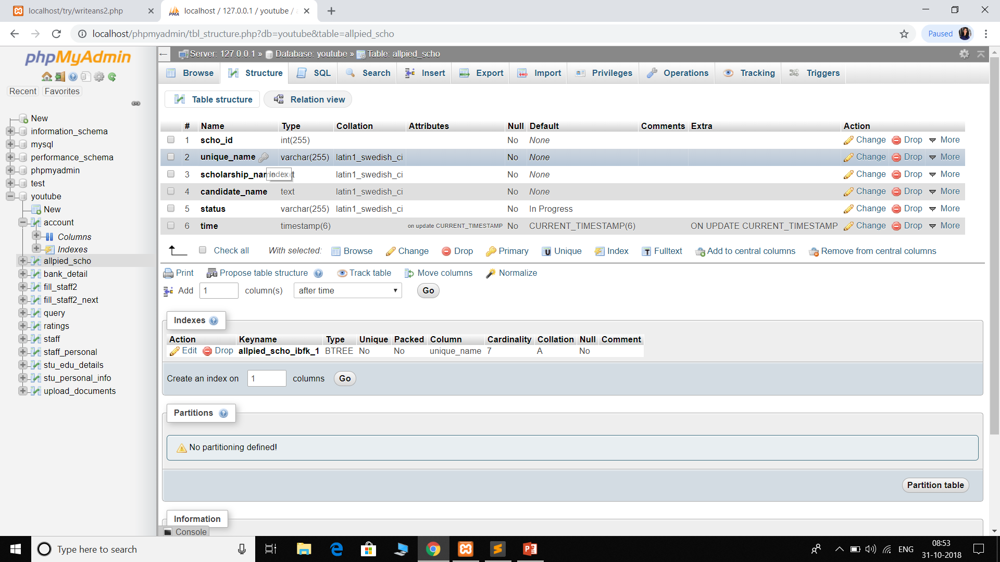 localhost/try/writeans2.php
localhost / 127.0.0.1 / youtube /
localhost/phpmyadmin/tbl_structure.php?db=youtube&table=allpied_scho
Paused
phpMyAdmin
Recent Favorites
New
information_schema
mysql
performance_schema
phpmyadmin
test
youtube
New
account
Columns
Indexes
allpied_scho
bank_detail
fill_staff2
fill_staff2_next
query
ratings
staff
staff_personal
stu_edu_details
stu_personal_info
upload_documents
Server: 127.0.0.1 » Database: youtube » Table: allpied_scho
Browse Structure SQL Search Insert Export Import Privileges Operations Tracking Triggers
Table structure Relation view
# Name Type Collation Attributes Null Default Comments Extra Action
1 scho_id int(255) No None Change Drop More
2 unique_name varchar(255) latin1_swedish_ci No None Change Drop More
3 Index latin1_swedish_ci No None Change Drop More
4 candidate_name text latin1_swedish_ci No None Change Drop More
5 status varchar(255) latin1_swedish_ci No In Progress Change Drop More
6 time timestamp(6) on update CURRENT_TIMESTAMP No CURRENT_TIMESTAMP(6) ON UPDATE CURRENT_TIMESTAMP Change Drop More
Check all With selected: Browse Change Drop Primary Unique Index Fulltext Add to central columns Remove from central columns
Print Propose table structure Track table Move columns Normalize
Add 1 column(s) after time Go
Indexes
Action Keyname Type Unique Packed Column Cardinality Collation Null Comment
Edit Drop allpied_scho_ibfk_1 BTREE No No unique_name 7 A No
Create an index on 1 columns Go
Partitions
No partitioning defined!
Partition table
Information
Console
Type here to search
ENG
08:53
31-10-2018